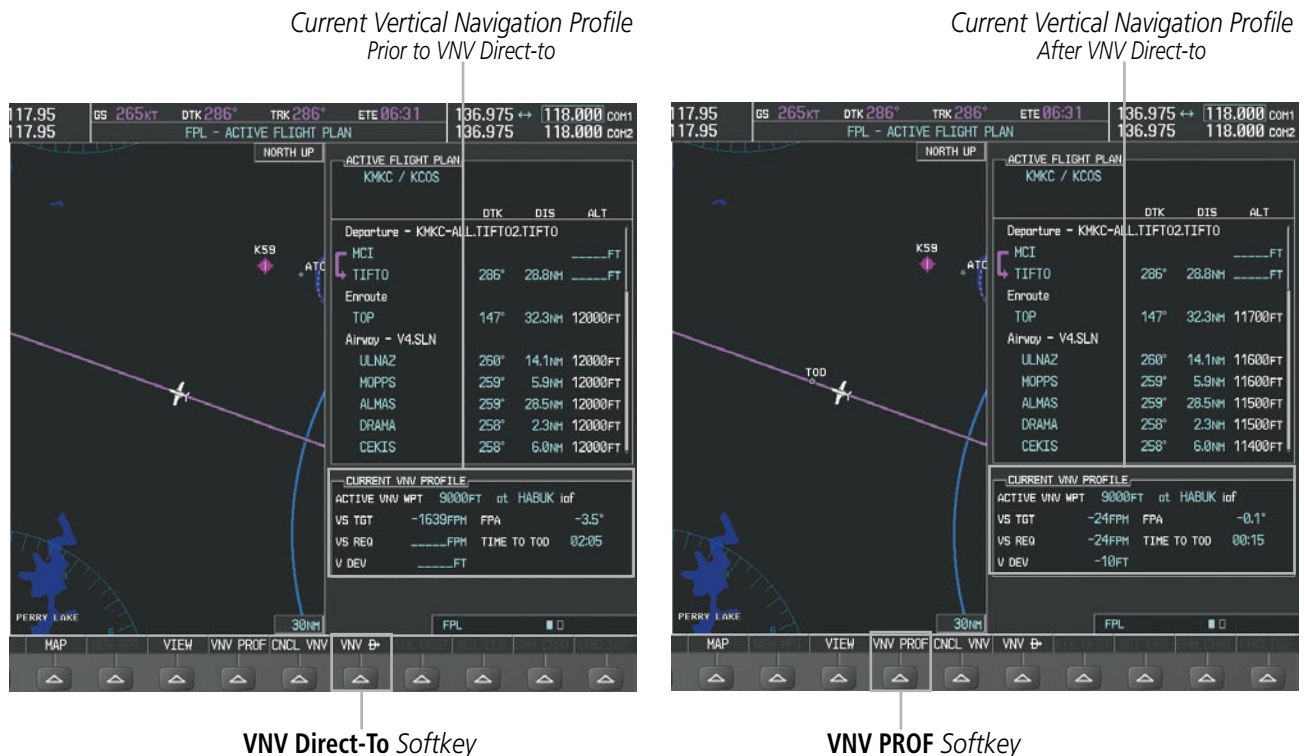 Current Vertical Navigation Profile
Prior to VNV Direct-to
117.95 GS 265KT DTK 286° TRK 286° ETE 06:31 136.975 ↔ 118.000 COM1
117.95 FPL - ACTIVE FLIGHT PLAN 136.975 118.000 COM2
NORTH UP
ACTIVE FLIGHT PLAN
KMKC / KCOS
DTK DIS ALT
Departure - KMKC-ALL.TIFTO2.TIFTO
MCI _____FT
TIFTO 286° 28.8NM _____FT
Enroute
TOP 147° 32.3NM 12000FT
Airway - V4.SLN
ULNAZ 260° 14.1NM 12000FT
MOPPS 259° 5.9NM 12000FT
ALMAS 259° 28.5NM 12000FT
DRAMA 258° 2.3NM 12000FT
CEKIS 258° 6.0NM 12000FT
K59
ATC
CURRENT VNV PROFILE
ACTIVE VNV WPT 9000FT at HABUK iaf
VS TGT -1639FPM FPA -3.5°
VS REQ _____FPM TIME TO TOD 02:05
V DEV _____FT
PERRY LAKE
30NM
FPL
MAP VIEW VNV PROF CNCL VNV VNV D→
VNV Direct-To Softkey
Current Vertical Navigation Profile
After VNV Direct-to
117.95 GS 265KT DTK 286° TRK 286° ETE 06:31 136.975 ↔ 118.000 COM1
117.95 FPL - ACTIVE FLIGHT PLAN 136.975 118.000 COM2
NORTH UP
ACTIVE FLIGHT PLAN
KMKC / KCOS
DTK DIS ALT
Departure - KMKC-ALL.TIFTO2.TIFTO
MCI _____FT
TIFTO 286° 28.8NM _____FT
Enroute
TOP 147° 32.3NM 11700FT
Airway - V4.SLN
ULNAZ 260° 14.1NM 11600FT
MOPPS 259° 5.9NM 11600FT
ALMAS 259° 28.5NM 11500FT
DRAMA 258° 2.3NM 11500FT
CEKIS 258° 6.0NM 11400FT
K59
ATC
TOD
CURRENT VNV PROFILE
ACTIVE VNV WPT 9000FT at HABUK iaf
VS TGT -24FPM FPA -0.1°
VS REQ -24FPM TIME TO TOD 00:15
V DEV -10FT
PERRY LAKE
30NM
FPL
MAP VIEW VNV PROF CNCL VNV VNV D→
VNV PROF Softkey